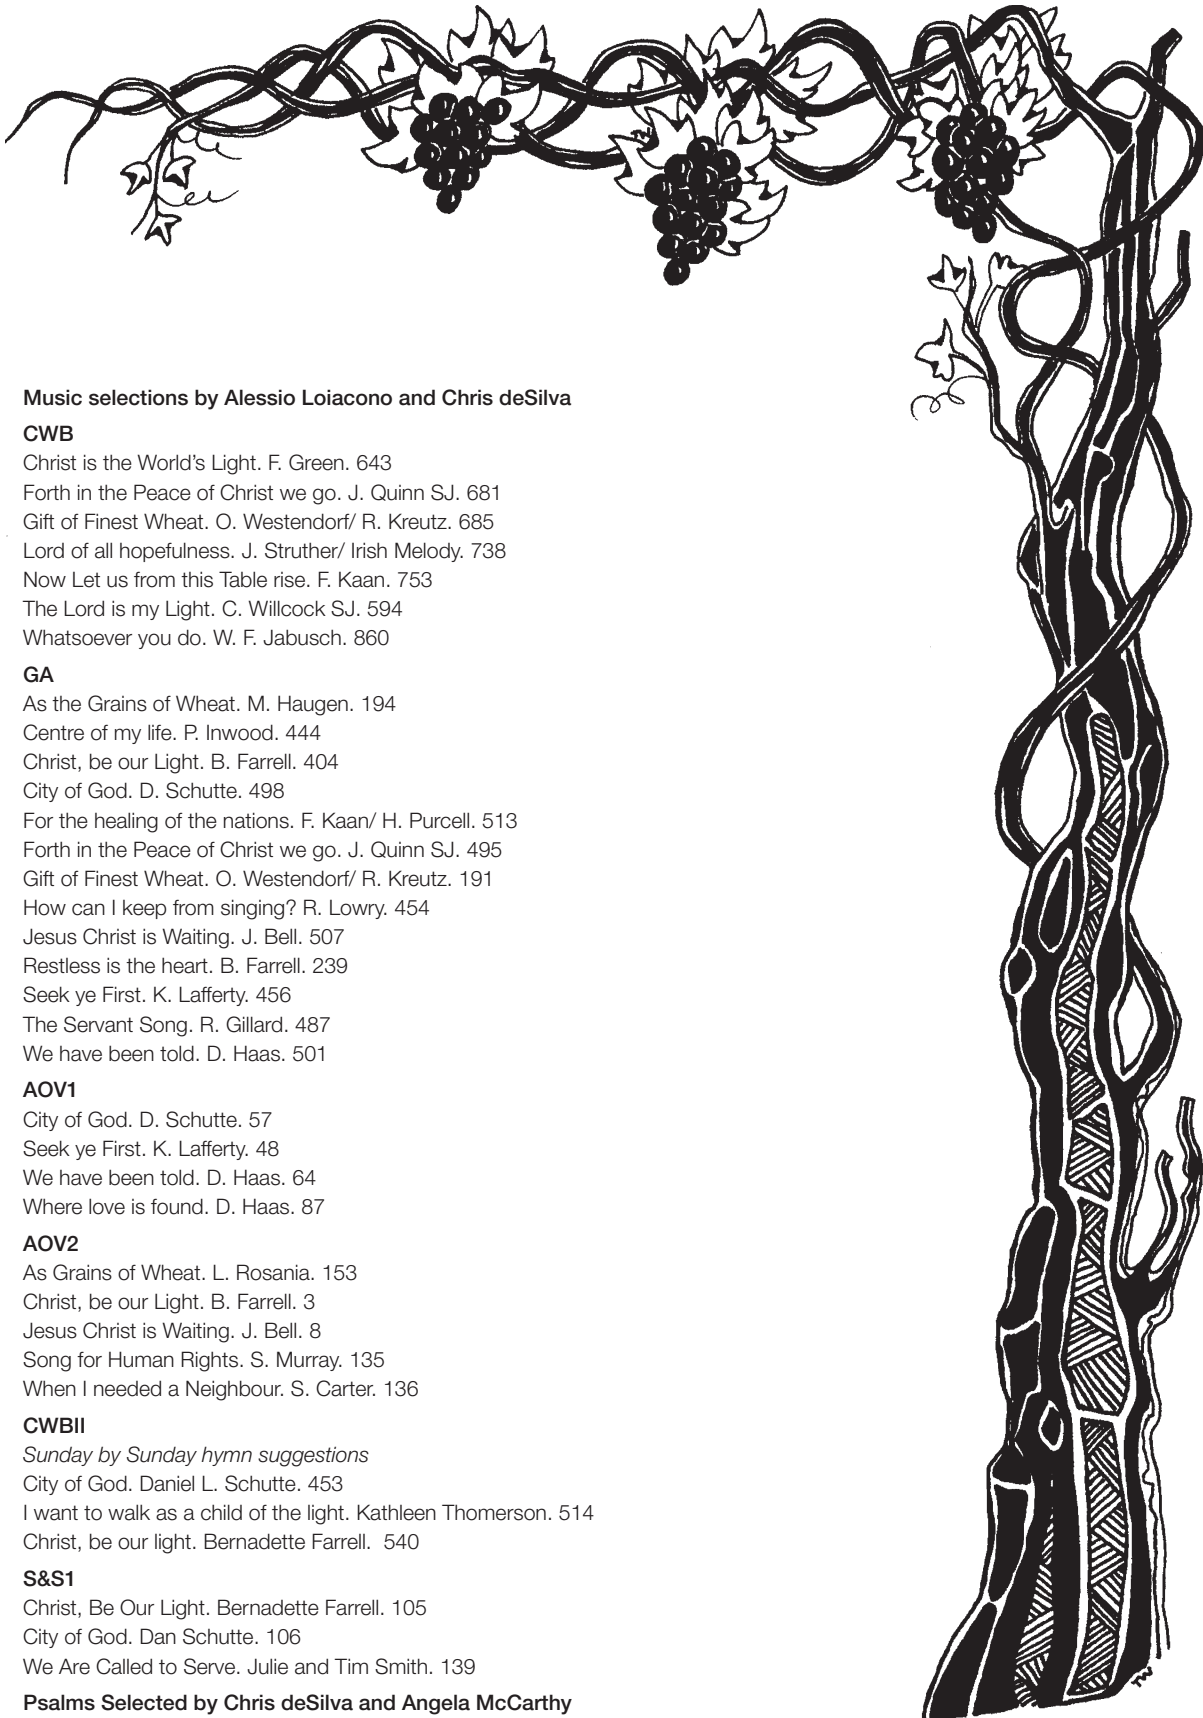 Music selections by Alessio Loiacono and Chris deSilva
CWB
Christ is the World's Light. F. Green. 643
Forth in the Peace of Christ we go. J. Quinn SJ. 681
Gift of Finest Wheat. O. Westendorf/ R. Kreutz. 685
Lord of all hopefulness. J. Struther/ Irish Melody. 738
Now Let us from this Table rise. F. Kaan. 753
The Lord is my Light. C. Willcock SJ. 594
Whatsoever you do. W. F. Jabusch. 860
GA
As the Grains of Wheat. M. Haugen. 194
Centre of my life. P. Inwood. 444
Christ, be our Light. B. Farrell. 404
City of God. D. Schutte. 498
For the healing of the nations. F. Kaan/ H. Purcell. 513
Forth in the Peace of Christ we go. J. Quinn SJ. 495
Gift of Finest Wheat. O. Westendorf/ R. Kreutz. 191
How can I keep from singing? R. Lowry. 454
Jesus Christ is Waiting. J. Bell. 507
Restless is the heart. B. Farrell. 239
Seek ye First. K. Lafferty. 456
The Servant Song. R. Gillard. 487
We have been told. D. Haas. 501
AOV1
City of God. D. Schutte. 57
Seek ye First. K. Lafferty. 48
We have been told. D. Haas. 64
Where love is found. D. Haas. 87
AOV2
As Grains of Wheat. L. Rosania. 153
Christ, be our Light. B. Farrell. 3
Jesus Christ is Waiting. J. Bell. 8
Song for Human Rights. S. Murray. 135
When I needed a Neighbour. S. Carter. 136
CWBII
Sunday by Sunday hymn suggestions
City of God. Daniel L. Schutte. 453
I want to walk as a child of the light. Kathleen Thomerson. 514
Christ, be our light. Bernadette Farrell.  540
S&S1
Christ, Be Our Light. Bernadette Farrell. 105
City of God. Dan Schutte. 106
We Are Called to Serve. Julie and Tim Smith. 139
Psalms Selected by Chris deSilva and Angela McCarthy